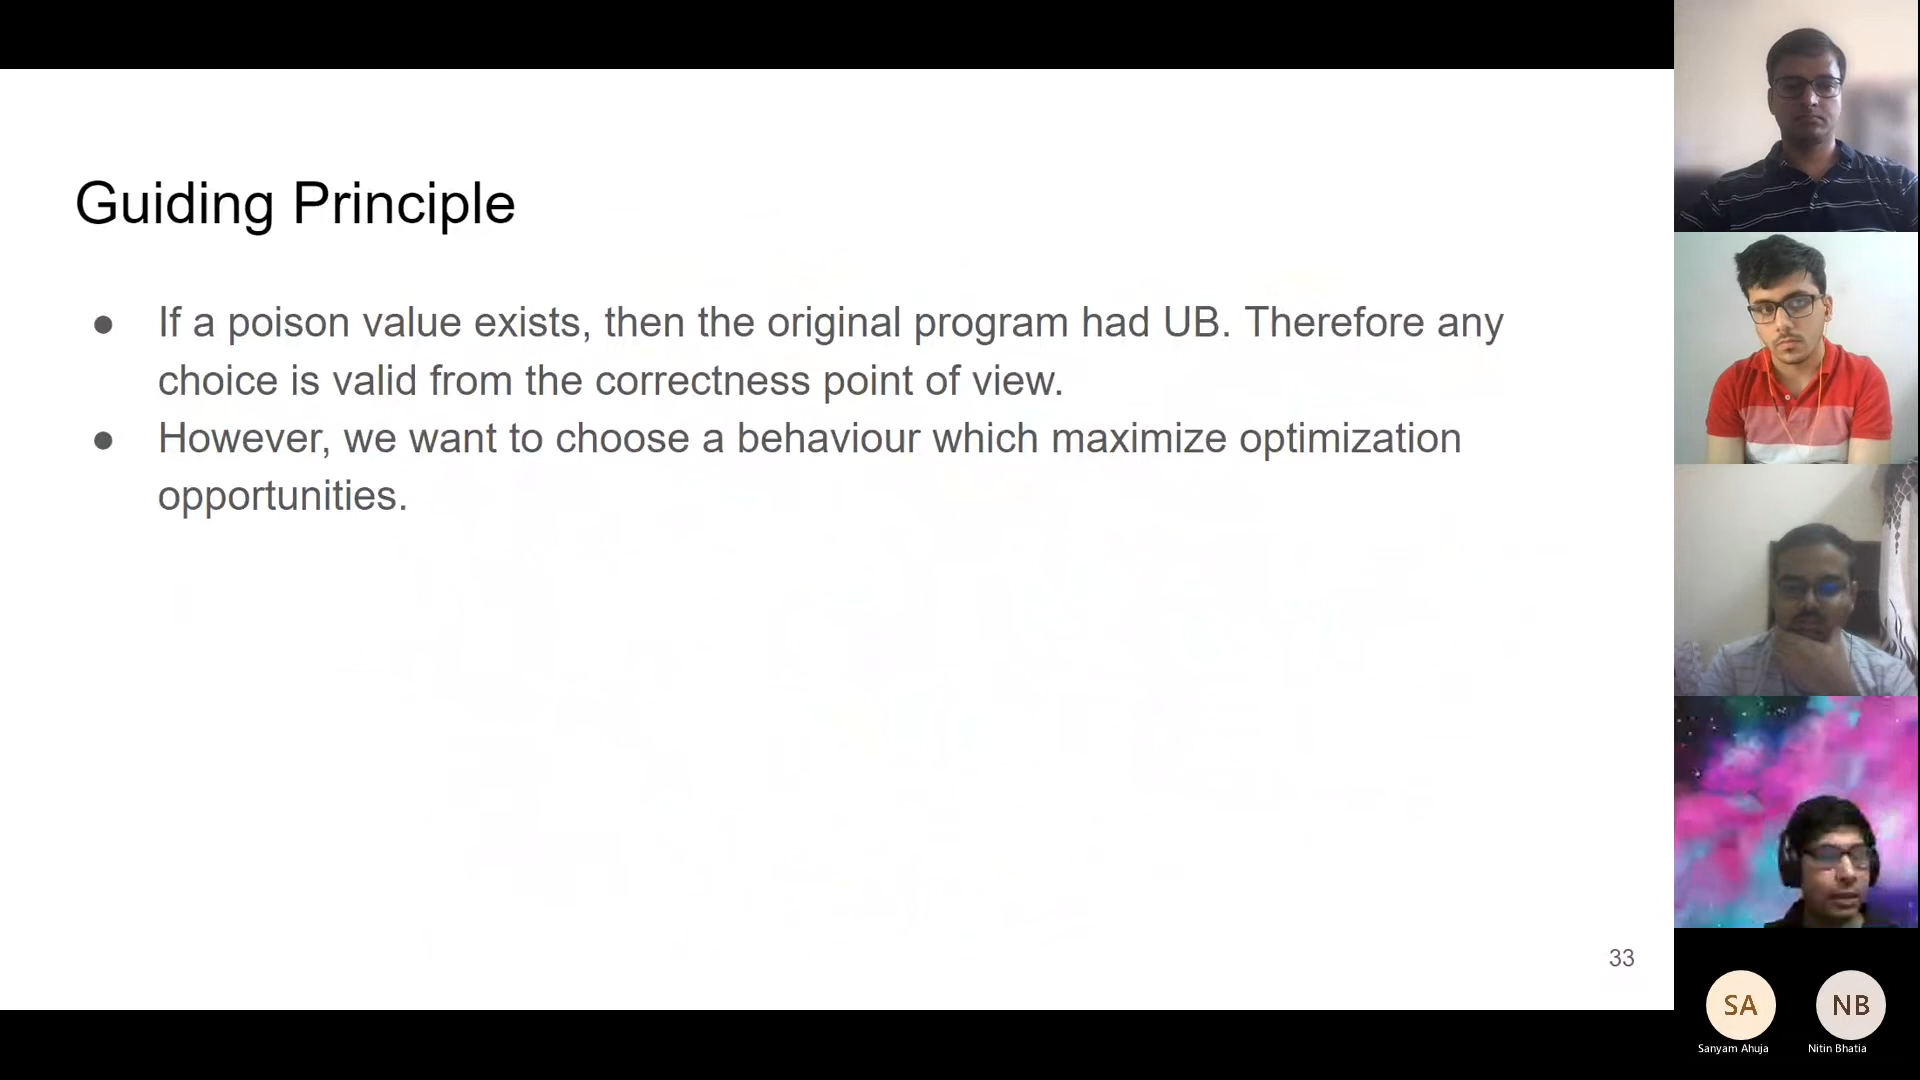 Guiding Principle
● If a poison value exists, then the original program had UB. Therefore any
choice is valid from the correctness point of view.
● However, we want to choose a behaviour which maximize optimization
opportunities.
33
SA
NB
Sanyam Ahuja
Nitin Bhatia